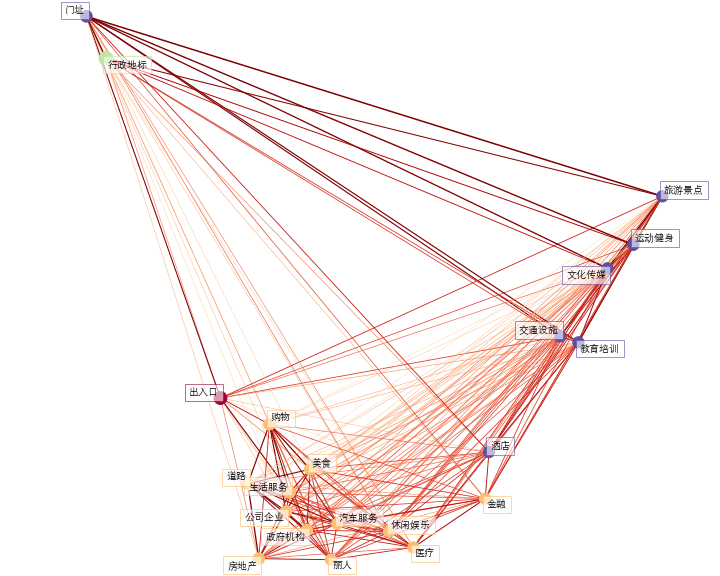 门址
行政地标
旅游景点
运动健身
文化传媒
交通设施
教育培训
出入口
购物
酒店
美食
道路
生活服务
金融
公司企业
汽车服务
休闲娱乐
政府机构
医疗
房地产
丽人